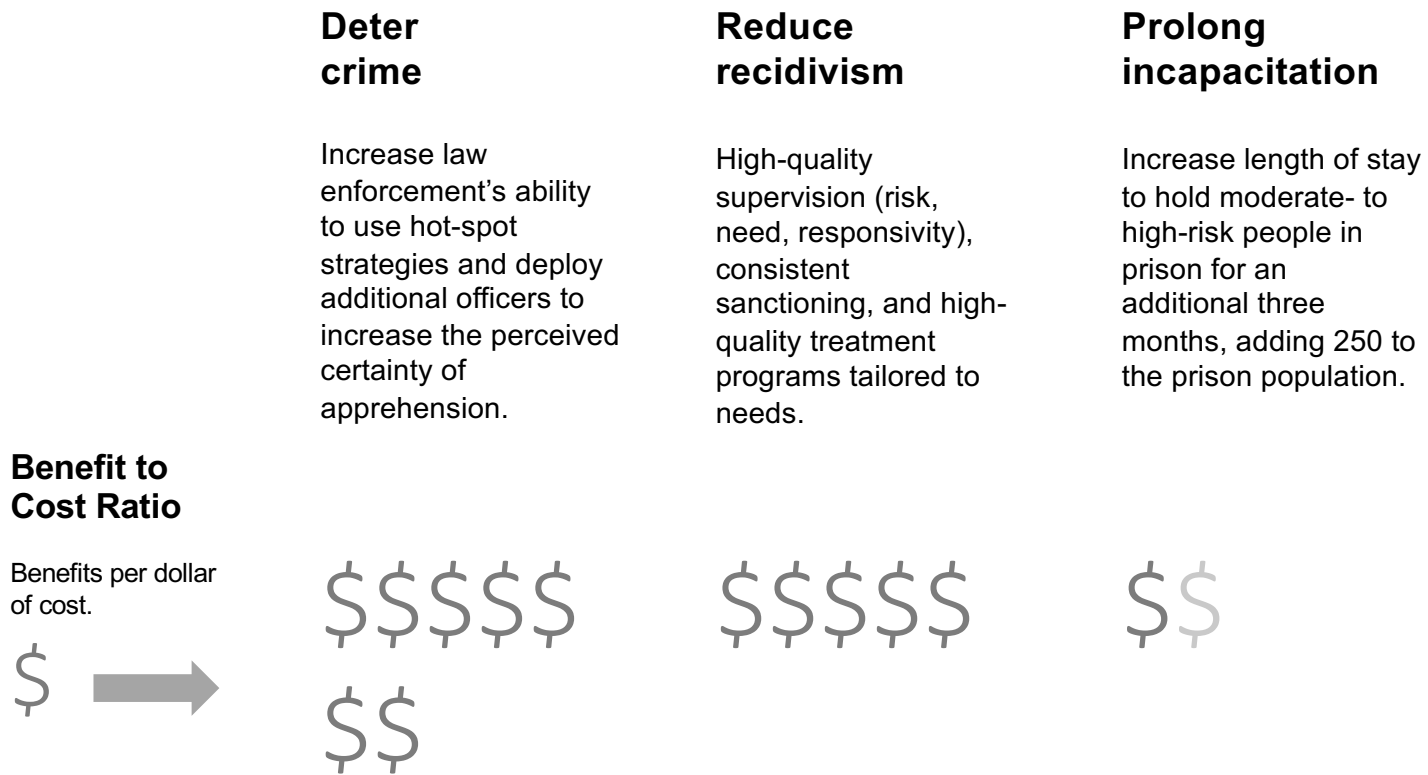 Deter
crime
Increase law
enforcement’s ability
to use hot-spot
strategies and deploy
additional officers to
increase the perceived
certainty of
apprehension.
Reduce
recidivism
High-quality
supervision (risk,
need, responsivity),
consistent
sanctioning, and high-
quality treatment
programs tailored to
needs.
Prolong
incapacitation
Increase length of stay
to hold moderate- to
high-risk people in
prison for an
additional three
months, adding 250 to
the prison population.
Benefit to
Cost Ratio
Benefits per dollar
of cost.
$
$$$$$
$$
$$$$$
$$